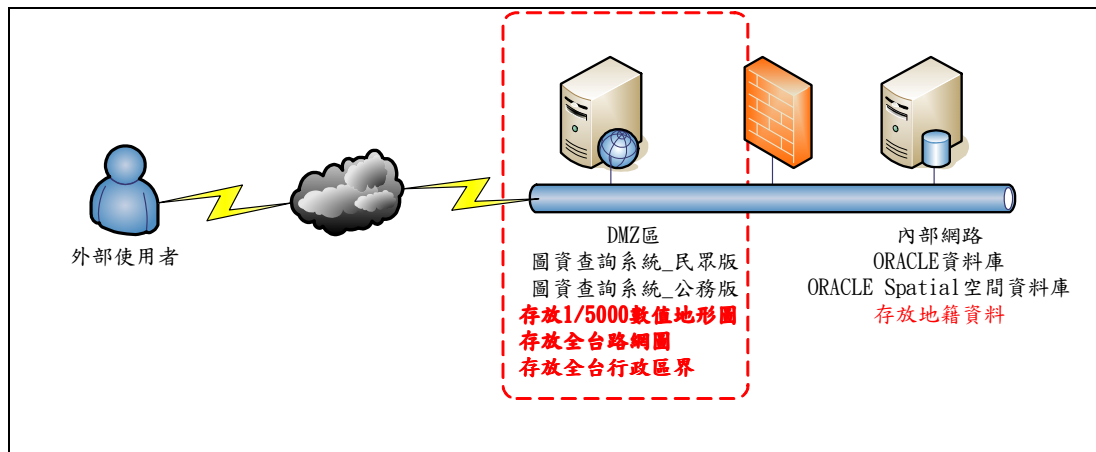 外部使用者
DMZ區
圖資查詢系統_民眾版
圖資查詢系統_公務版
存放1/5000數值地形圖
存放全台路網圖
存放全台行政區界
內部網路
ORACLE資料庫
ORACLE Spatial空間資料庫
存放地籍資料